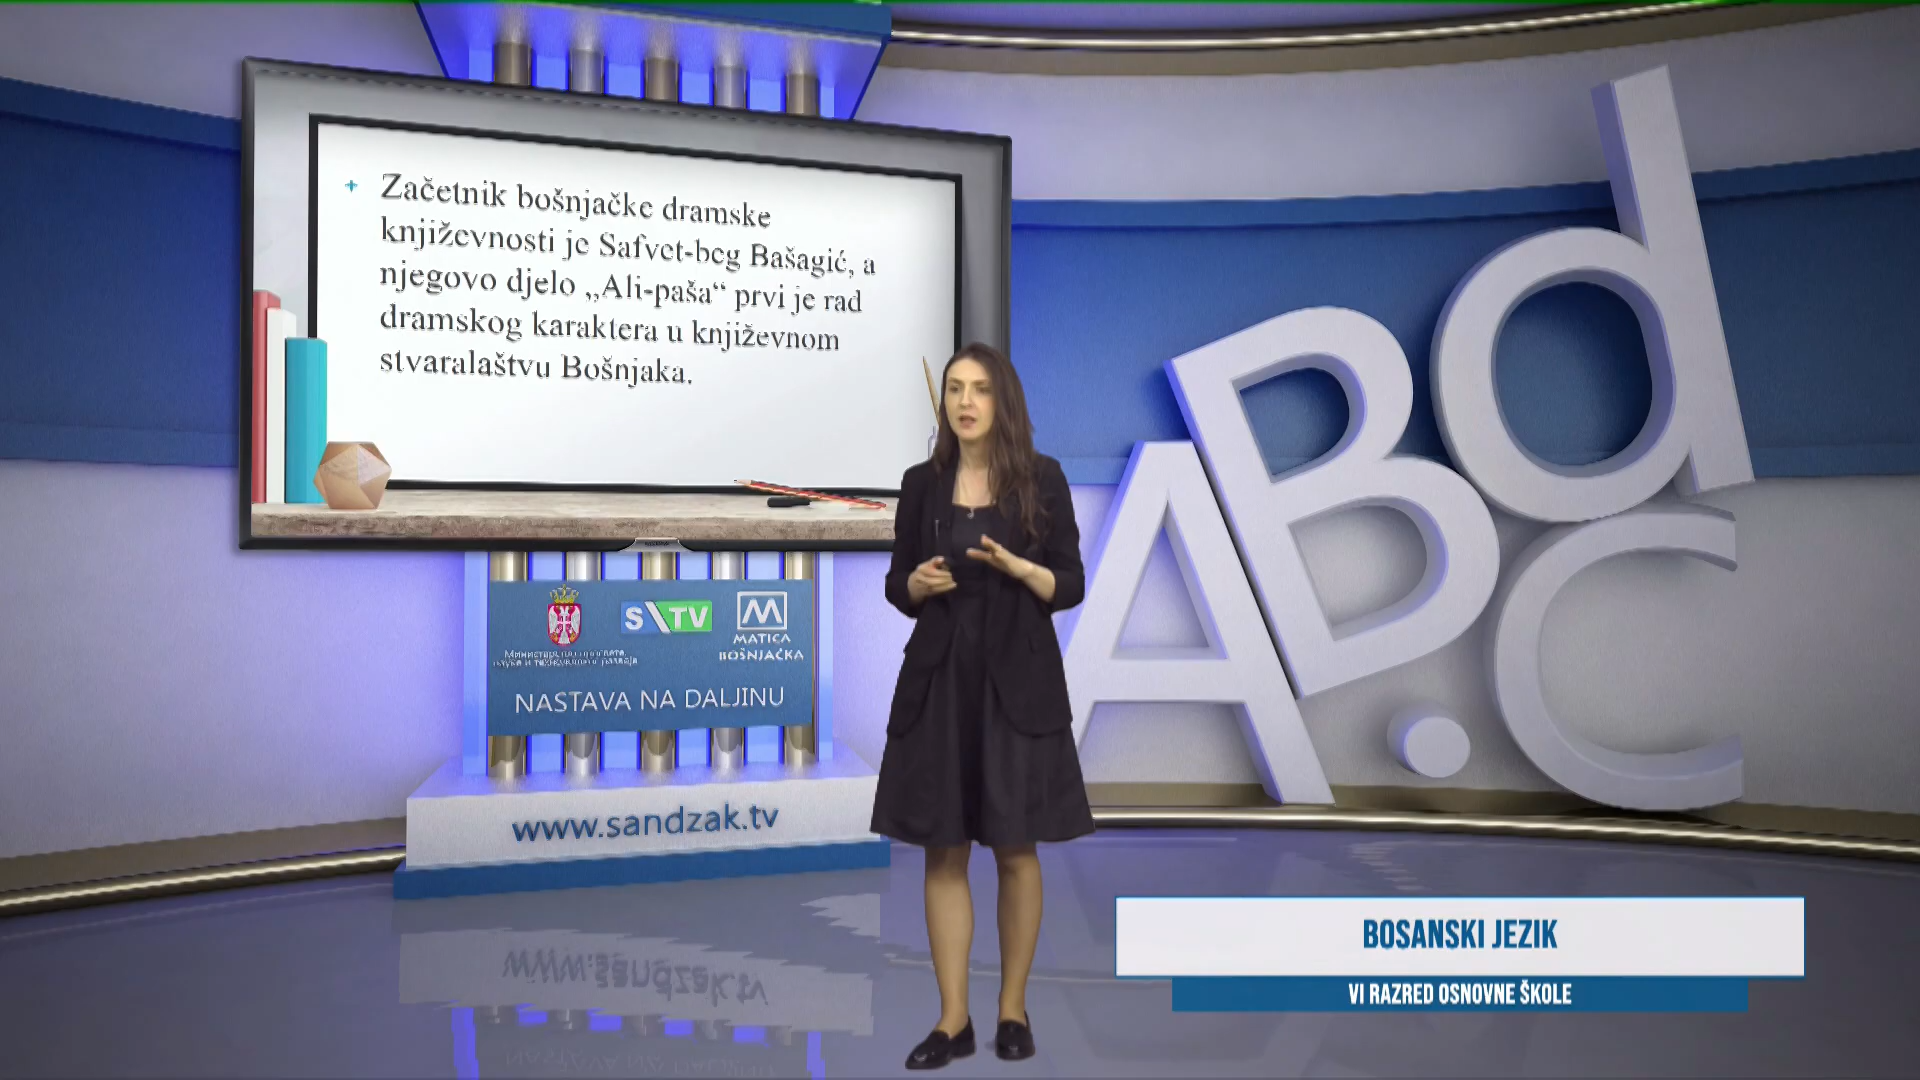 Začetnik bošnjačke dramske
književnosti je Safvet-beg Bašagić, a
njegovo djelo „Ali-paša“ prvi je rad
dramskog karaktera u književnom
stvaralaštvu Bošnjaka.
S TV
M
MATICA
BOŠNJAČKA
NASTAVA NA DALJINU
www.sandzak.tv
ABCd
BOSANSKI JEZIK
VI RAZRED OSNOVNE ŠKOLE